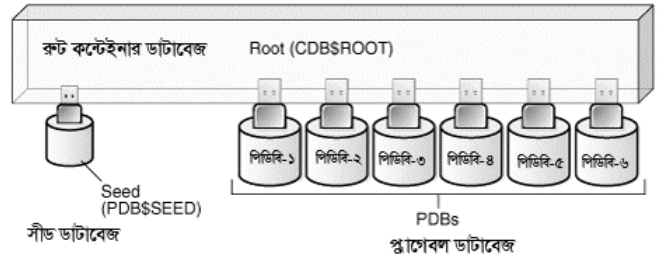 রুট কন্টেইনার ডাটাবেজ Root (CDB$ROOT)
পিডিবি-১ পিডিবি-২ পিডিবি-৩ পিডিবি-৪ পিডিবি-৫ পিডিবি-৬
Seed
(PDB$SEED)
সীড ডাটাবেজ
PDBs
প্লাগেবল ডাটাবেজ